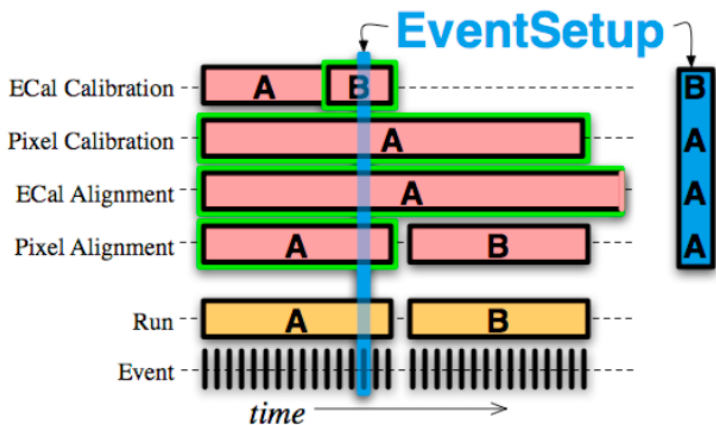 EventSetup
ECal Calibration A B B
Pixel Calibration A A
ECal Alignment A A
Pixel Alignment A B A
Run A B
Event
time